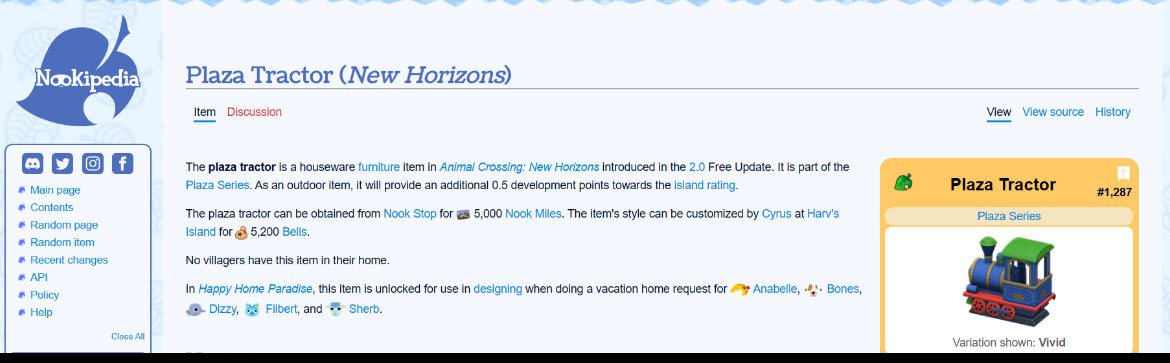 Nookipedia
Main page
Contents
Random page
Random item
Recent changes
API
Policy
Help
Close All
Plaza Tractor (New Horizons)
Item Discussion
View View source History
The plaza tractor is a houseware furniture item in Animal Crossing: New Horizons introduced in the 2.0 Free Update. It is part of the
Plaza Series. As an outdoor item, it will provide an additional 0.5 development points towards the island rating.
The plaza tractor can be obtained from Nook Stop for 5,000 Nook Miles. The item's style can be customized by Cyrus at Harv's
Island for 5,200 Bells.
No villagers have this item in their home.
In Happy Home Paradise, this item is unlocked for use in designing when doing a vacation home request for Anabelle, Bones,
Dizzy, Filbert, and Sherb.
Plaza Tractor
#1,287
Plaza Series
Variation shown: Vivid